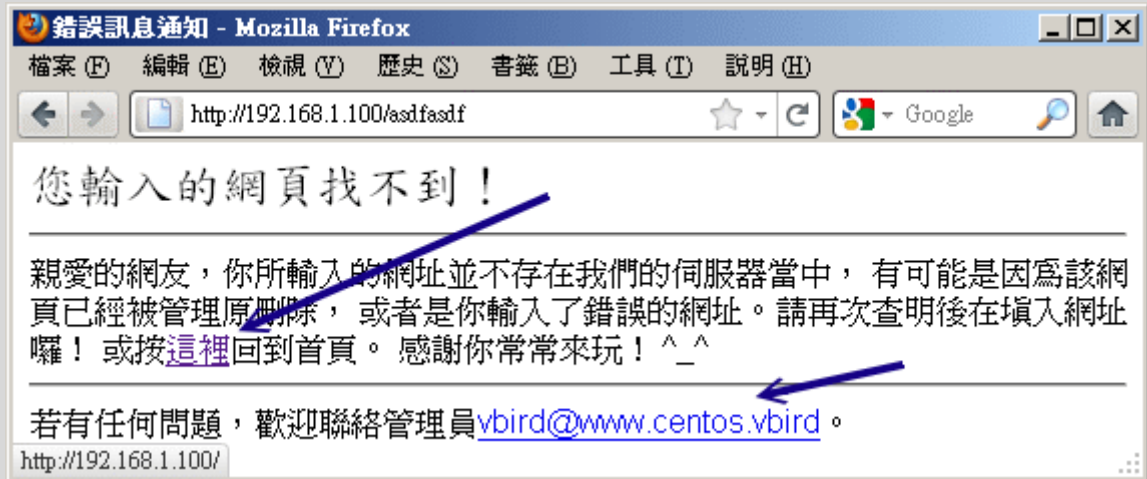 錯誤訊息通知 - Mozilla Firefox
檔案 (F) 編輯 (E) 檢視 (V) 歷史 (S) 書籤 (B) 工具 (T) 說明 (H)
http://192.168.1.100/asdfasdf Google
您輸入的網頁找不到！
親愛的網友，你所輸入的網址並不存在我們的伺服器當中， 有可能是因為該網
頁已經被管理原刪除， 或者是你輸入了錯誤的網址。請再次查明後在填入網址
囉！ 或按這裡回到首頁。 感謝你常常來玩！^_^
若有任何問題，歡迎聯絡管理員vbird@www.centos.vbird。
http://192.168.1.100/